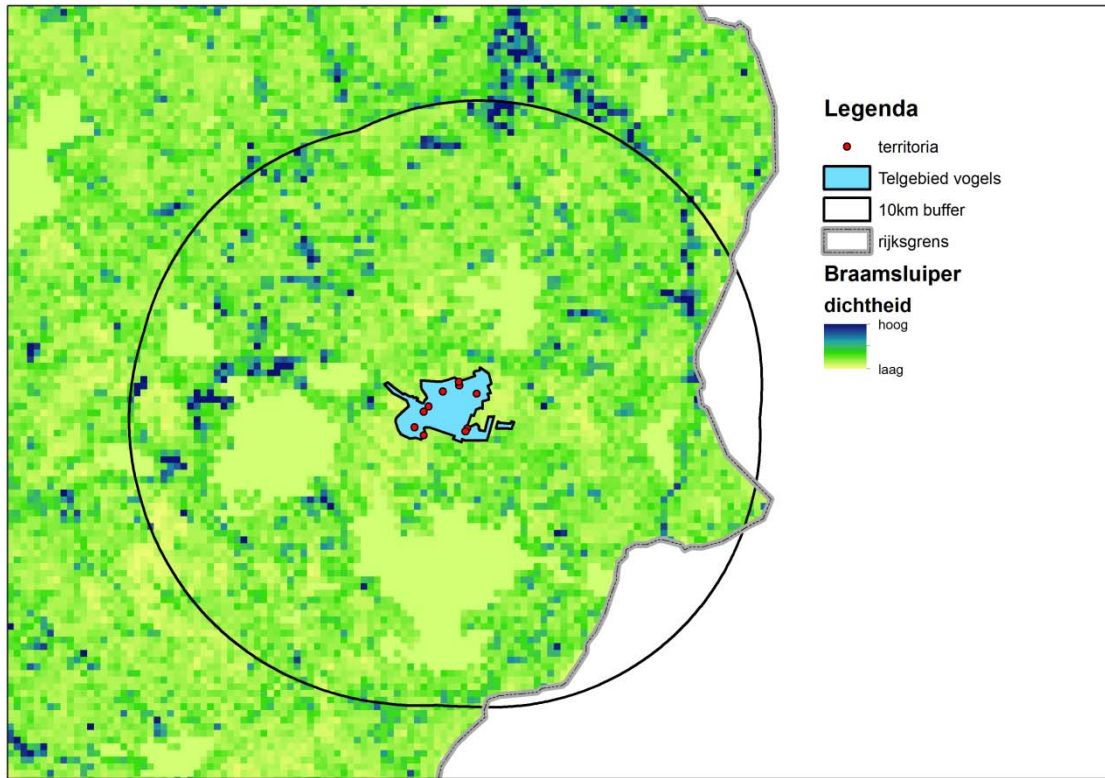 Legenda
territoria
Telgebied vogels
10km buffer
rijksgrens
Braamsluiper
dichtheid
hoog
laag